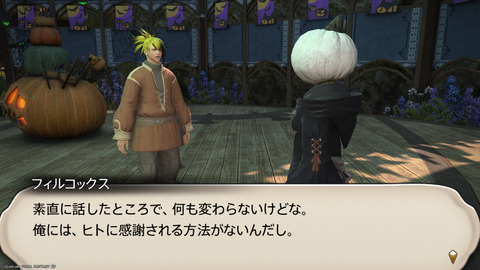 フィルコックス
素直に話したところで、何も変わらないけどな。
俺には、ヒトに感謝される方法がないんだし。